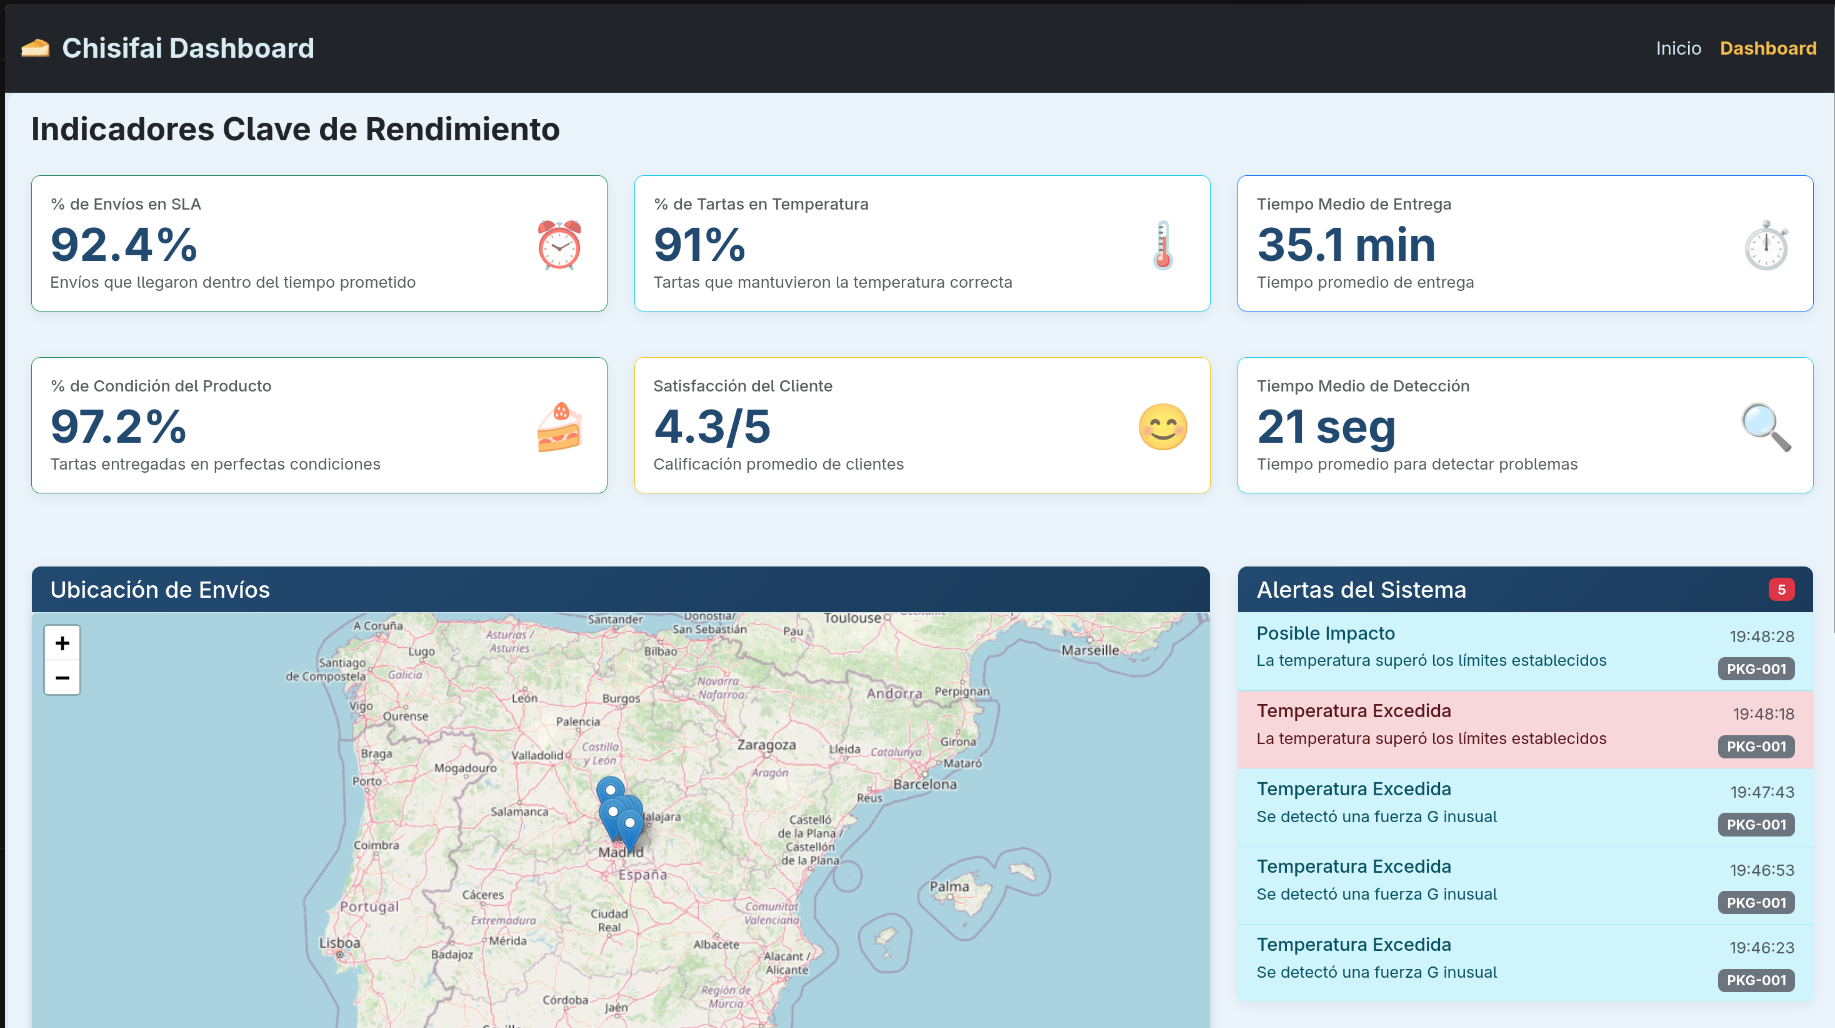 Chisifai Dashboard
Inicio Dashboard
Indicadores Clave de Rendimiento
% de Envíos en SLA
92.4%
Envíos que llegaron dentro del tiempo prometido
% de Tartas en Temperatura
91%
Tartas que mantuvieron la temperatura correcta
Tiempo Medio de Entrega
35.1 min
Tiempo promedio de entrega
% de Condición del Producto
97.2%
Tartas entregadas en perfectas condiciones
Satisfacción del Cliente
4.3/5
Calificación promedio de clientes
Tiempo Medio de Detección
21 seg
Tiempo promedio para detectar problemas
Ubicación de Envíos
+
−
A Coruña
Santander
Donostia/
San Sebastián
Toulouse
Asturias /
Asturies
Pau
Marseille
Lugo
Bilbao
Santiago
de Compostela
Galicia
León
Burgos
Navarra
- Nafarroa
Andorra
Perpignan
Vigo
Ourense
Palencia
Braga
Valladolid
Castilla
y León
Zaragoza
Lleida
Catalunya
Girona
Mataró
Mogadouro
Porto
Aragón
Barcelona
Reus
Salamanca
alajara
Castelló
de la Plana /
Castellón
de la Plana
Coimbra
Madrid
España
Palma
Cáceres
Portugal
Extremadura
Ciudad
Real
Comunitat
Valenciana
Lisboa
Mérida
Badajoz
Albacete
Alacant /
Alicante
Córdoba
Jaén
Región de
Murcia
Alertas del Sistema
5
Posible Impacto
19:48:28
La temperatura superó los límites establecidos
PKG-001
Temperatura Excedida
19:48:18
La temperatura superó los límites establecidos
PKG-001
Temperatura Excedida
19:47:43
Se detectó una fuerza G inusual
PKG-001
Temperatura Excedida
19:46:53
Se detectó una fuerza G inusual
PKG-001
Temperatura Excedida
19:46:23
Se detectó una fuerza G inusual
PKG-001